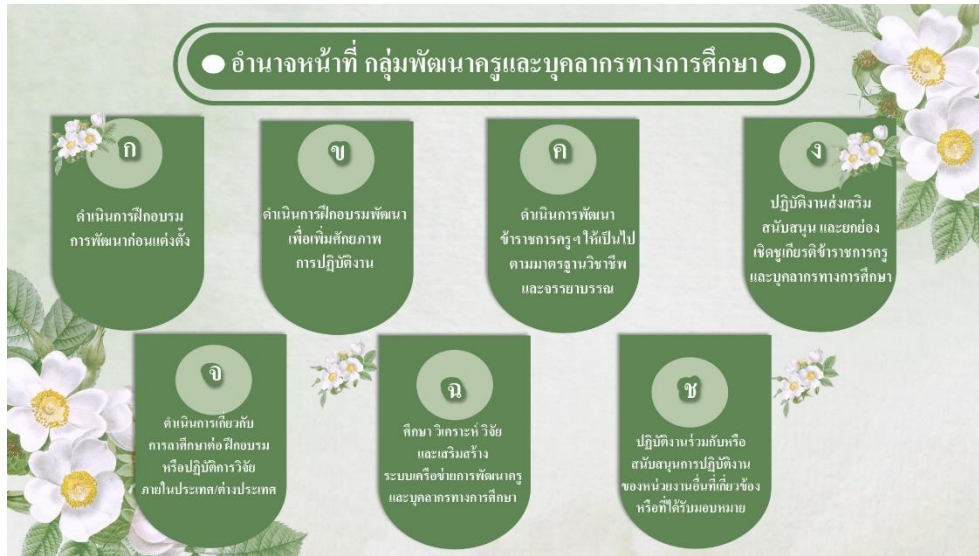 อำนาจหน้าที่ กลุ่มพัฒนาครูและบุคลากรทางการศึกษา
ก
ดำเนินการฝึกอบรม
การพัฒนาก่อนแต่งตั้ง
ข
ดำเนินการฝึกอบรมพัฒนา
เพื่อเพิ่มศักยภาพ
การปฏิบัติงาน
ค
ดำเนินการพัฒนา
ข้าราชการครูฯ ให้เป็นไป
ตามมาตรฐานวิชาชีพ
และจรรยาบรรณ
ง
ปฏิบัติงานส่งเสริม
สนับสนุน และยกย่อง
เชิดชูเกียรติข้าราชการครู
และบุคลากรทางการศึกษา
จ
ดำเนินการเกี่ยวกับ
การลาศึกษาต่อ ฝึกอบรม
หรือปฏิบัติการวิจัย
ภายในประเทศ/ต่างประเทศ
ฉ
ศึกษา วิเคราะห์ วิจัย
และเสริมสร้าง
ระบบเครือข่ายการพัฒนาครู
และบุคลากรทางการศึกษา
ช
ปฏิบัติงานร่วมกับหรือ
สนับสนุนการปฏิบัติงาน
ของหน่วยงานอื่นที่เกี่ยวข้อง
หรือที่ได้รับมอบหมาย